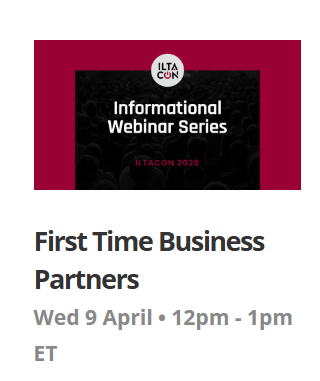 ILTA
CON
Informational
Webinar Series
ILTACON 2025
First Time Business
Partners
Wed 9 April • 12pm - 1pm
ET